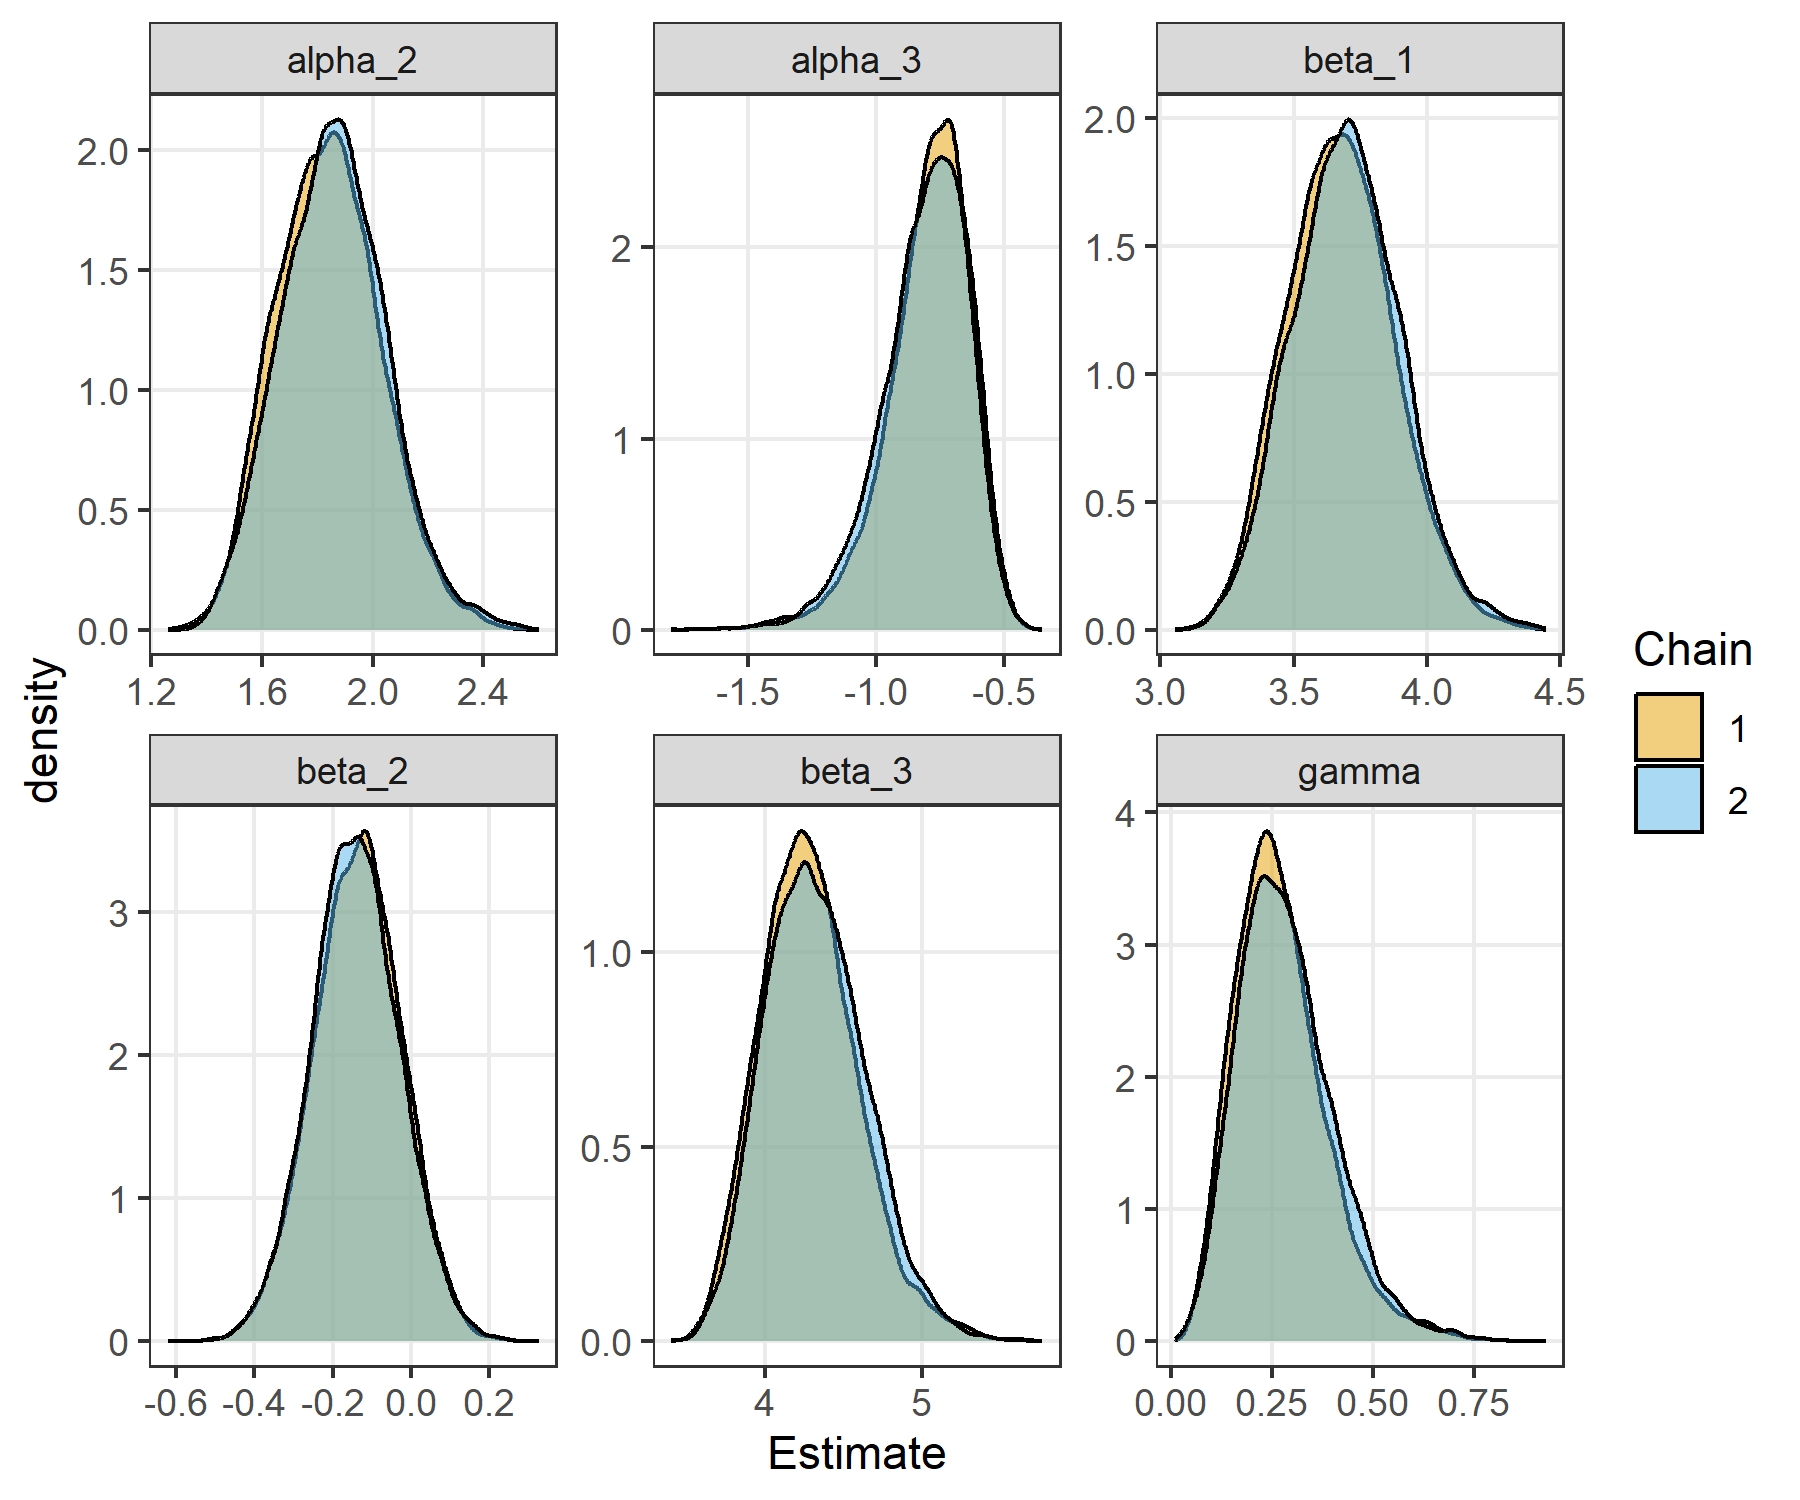 alpha_2 alpha_3 beta_1
2.0 1.5 1.0 0.5 0.0
1.2 1.6 2.0 2.4
2 1 0
-1.5 -1.0 -0.5
2.0 1.5 1.0 0.5 0.0
3.0 3.5 4.0 4.5
beta_2 beta_3 gamma
3 2 1 0
-0.6 -0.4 -0.2 0.0 0.2
1.0 0.5 0.0
4 5
4 3 2 1 0
0.00 0.25 0.50 0.75
density
Estimate
Chain
1
2